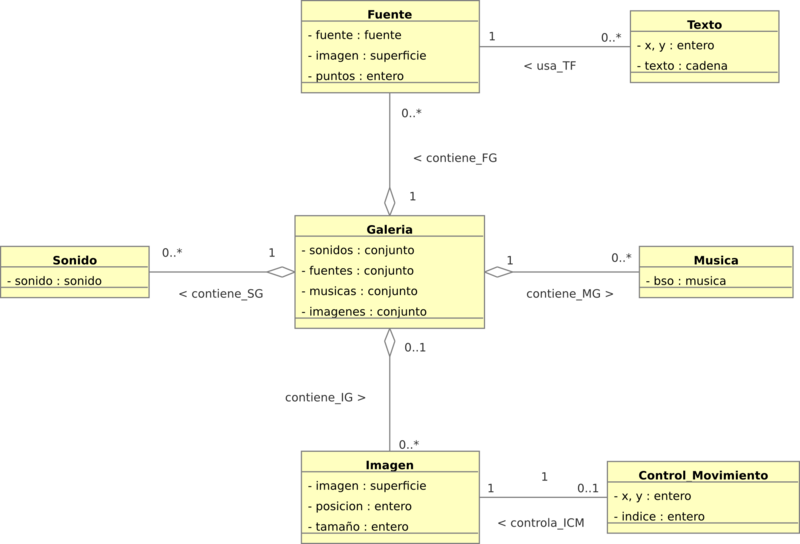 Fuente
- fuente : fuente
- imagen : superficie
- puntos : entero
1
0..*
< usa_TF
Texto
- x, y : entero
- texto : cadena
0..*
< contiene_FG
1
Sonido
- sonido : sonido
0..*
1
< contiene_SG
Galeria
- sonidos : conjunto
- fuentes : conjunto
- musicas : conjunto
- imagenes : conjunto
1
0..*
contiene_MG >
Musica
- bso : musica
0..1
contiene_IG >
0..*
Imagen
- imagen : superficie
- posicion : entero
- tamaño : entero
1
1
0..1
< controla_ICM
Control_Movimiento
- x, y : entero
- indice : entero